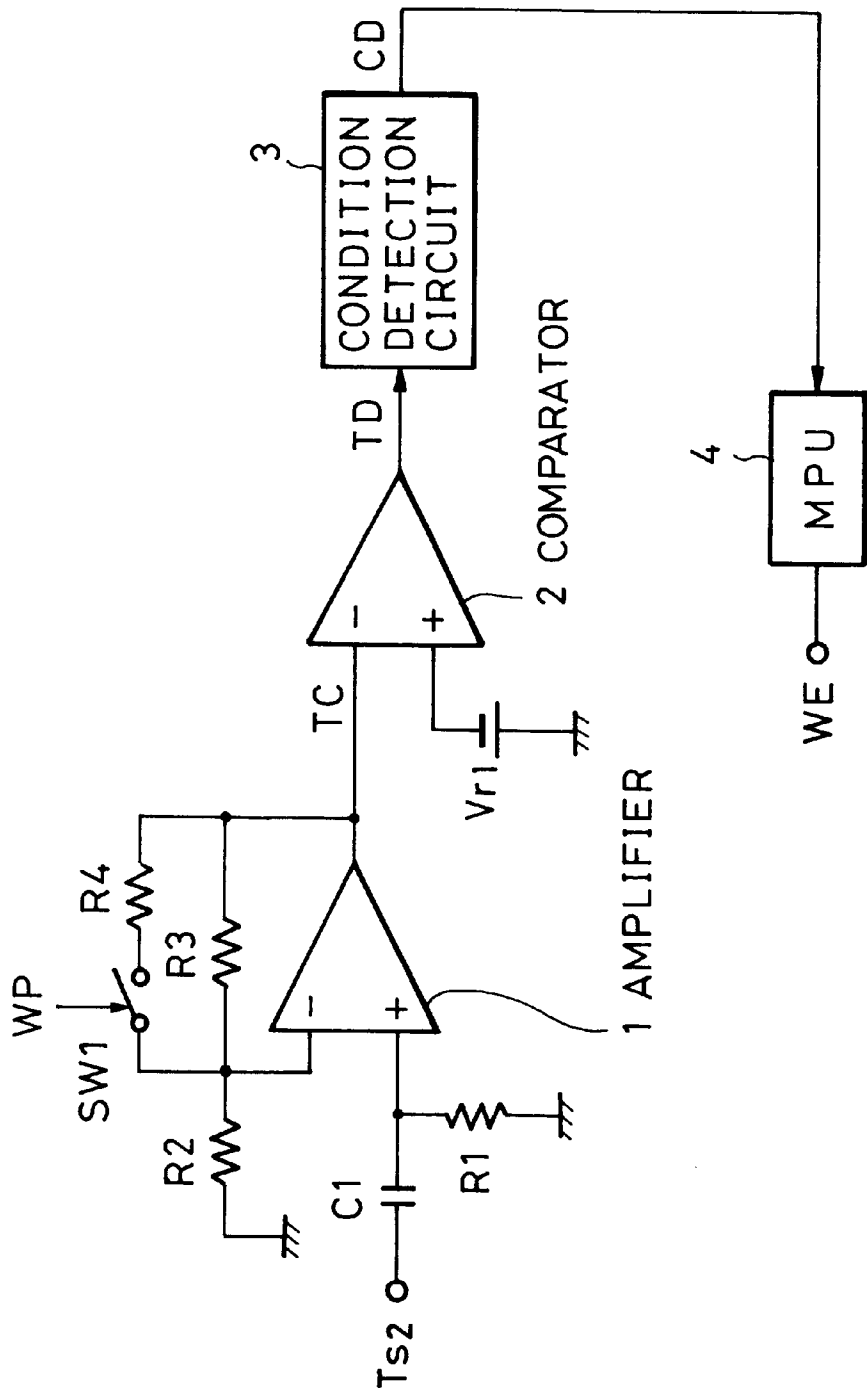 WP
SW1
R4
R2
R3
-
+
1 AMPLIFIER
C1
R1
Ts2
TC
-
+
Vr1
2 COMPARATOR
TD
3
CONDITION
DETECTION
CIRCUIT
CD
4
MPU
WE